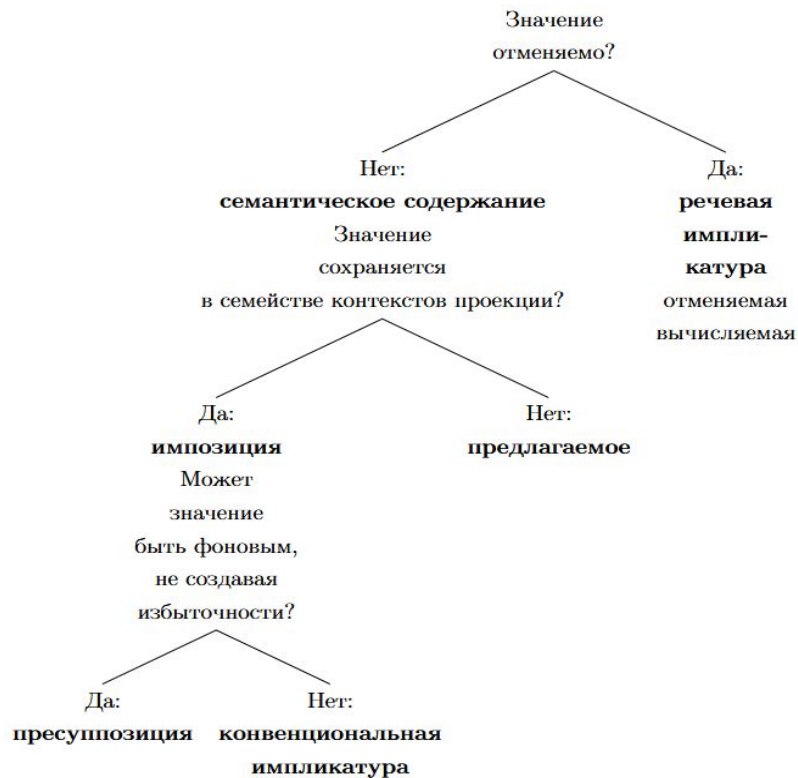 Значение
отменяемо?
Нет:
семантическое содержание
Значение
сохраняется
в семействе контекстов проекции?
Да:
речевая
импли-
катура
отменяемая
вычисляемая
Да:
импозиция
Может
значение
быть фоновым,
не создавая
избыточности?
Нет:
предлагаемое
Да:
пресуппозиция
Нет:
конвенциональная
импликатура